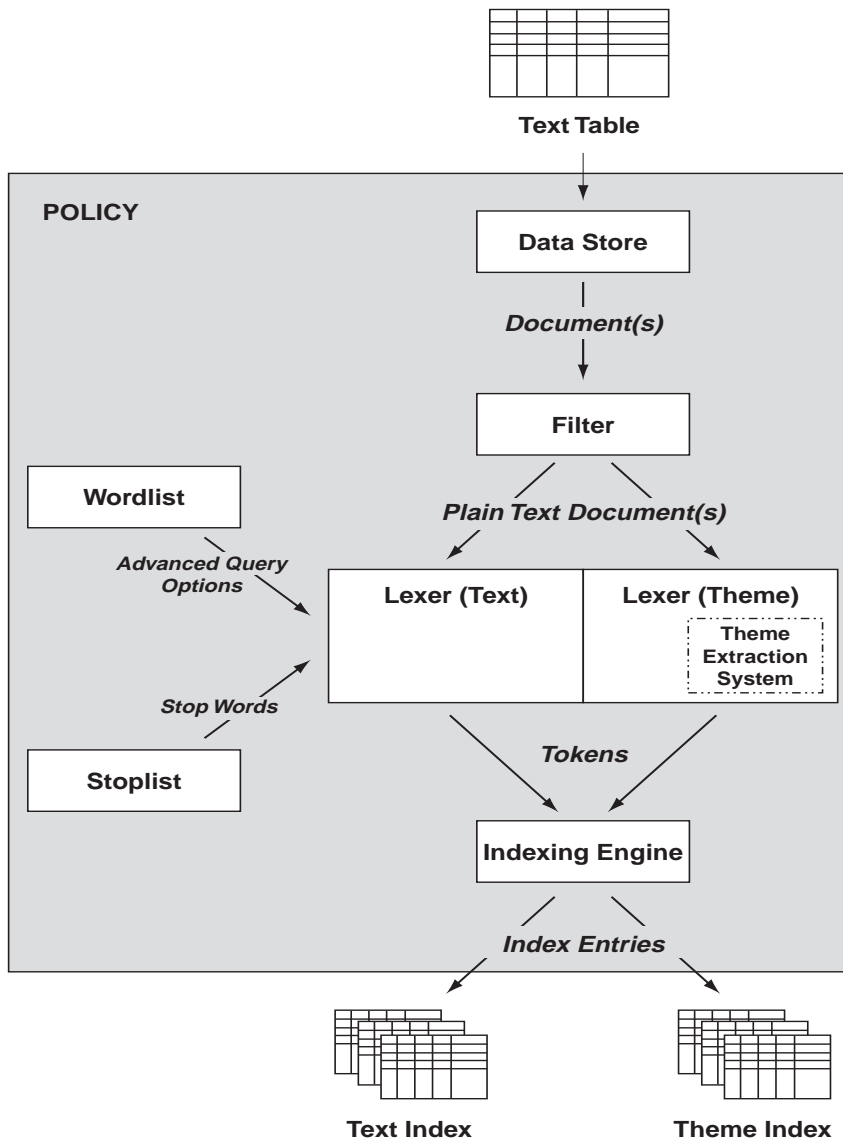 Text Table
POLICY
Data Store
Document(s)
Filter
Wordlist
Plain Text Document(s)
Advanced Query
Options
Lexer (Text)
Lexer (Theme)
Theme
Extraction
System
Stop Words
Tokens
Stoplist
Indexing Engine
Index Entries
Text Index
Theme Index